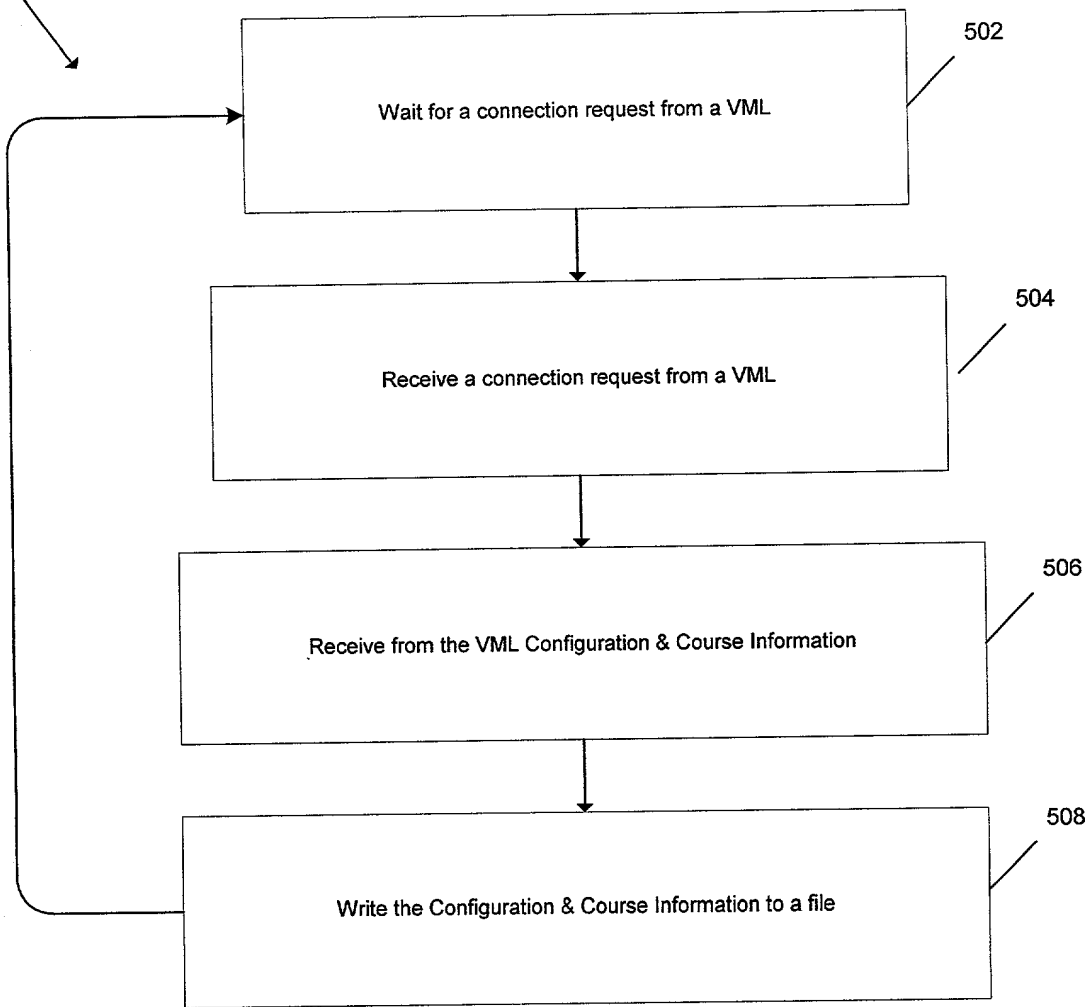 502
Wait for a connection request from a VML
504
Receive a connection request from a VML
506
Receive from the VML Configuration & Course Information
508
Write the Configuration & Course Information to a file